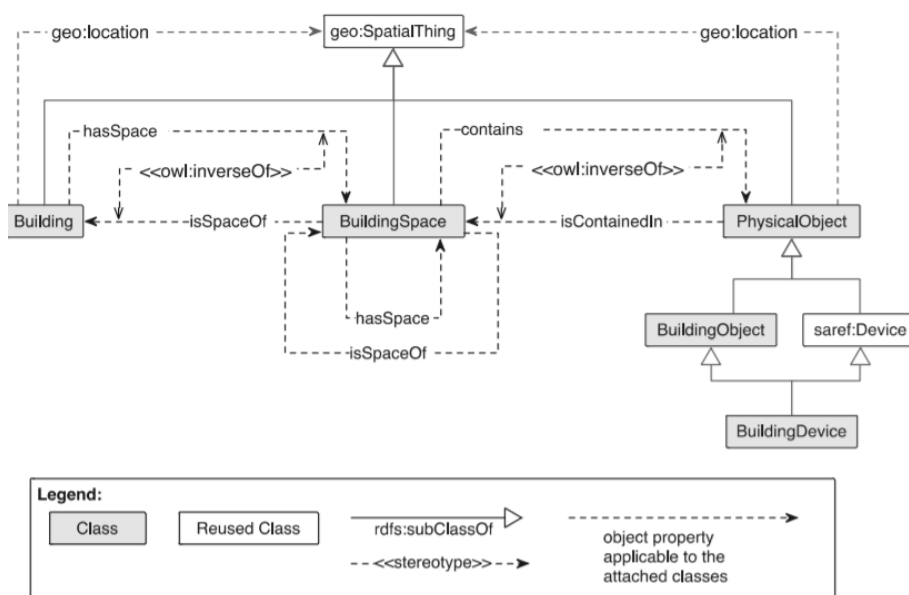 geo:location
geo:SpatialThing
geo:location
hasSpace
contains
<<owl:inverseOf>>
<<owl:inverseOf>>
Building
isSpaceOf
BuildingSpace
isContainedIn
PhysicalObject
hasSpace
isSpaceOf
BuildingObject
saref:Device
BuildingDevice
Legend:
Class
Reused Class
rdfs:subClassOf
<<stereotype>>
object property
applicable to the
attached classes